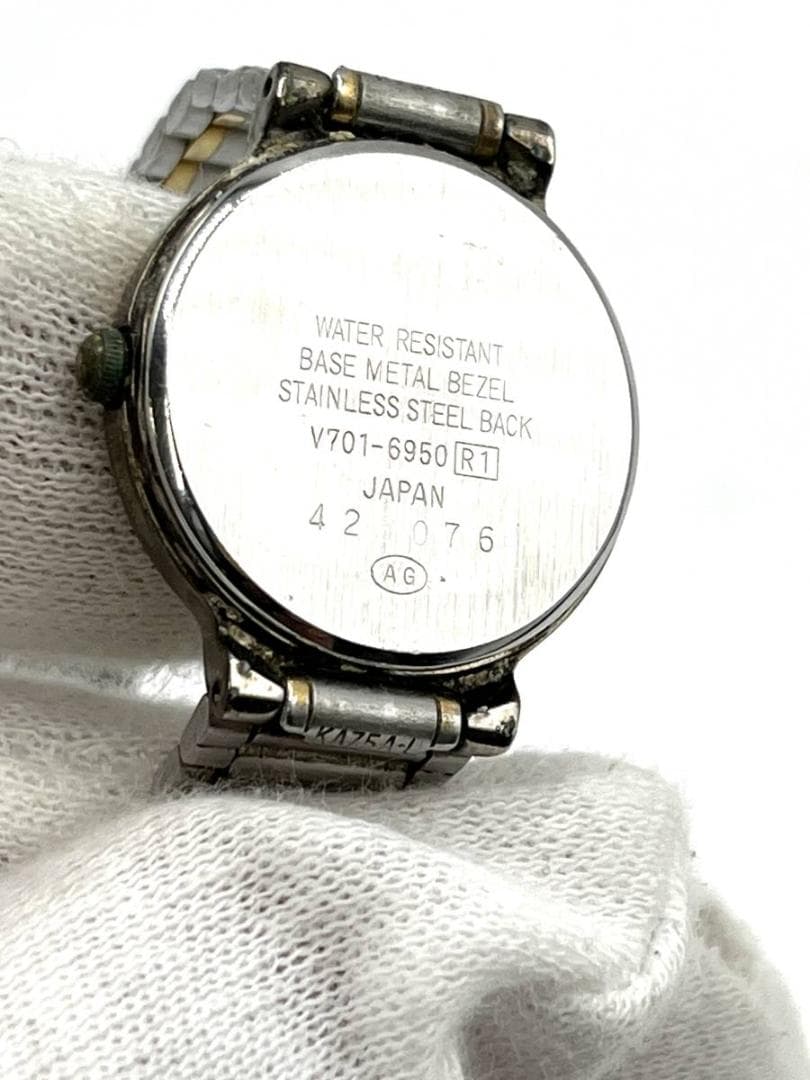 WATER RESISTANT
BASE METAL BEZEL
STAINLESS STEEL BACK
V701-6950 R1
JAPAN
42 076
AG